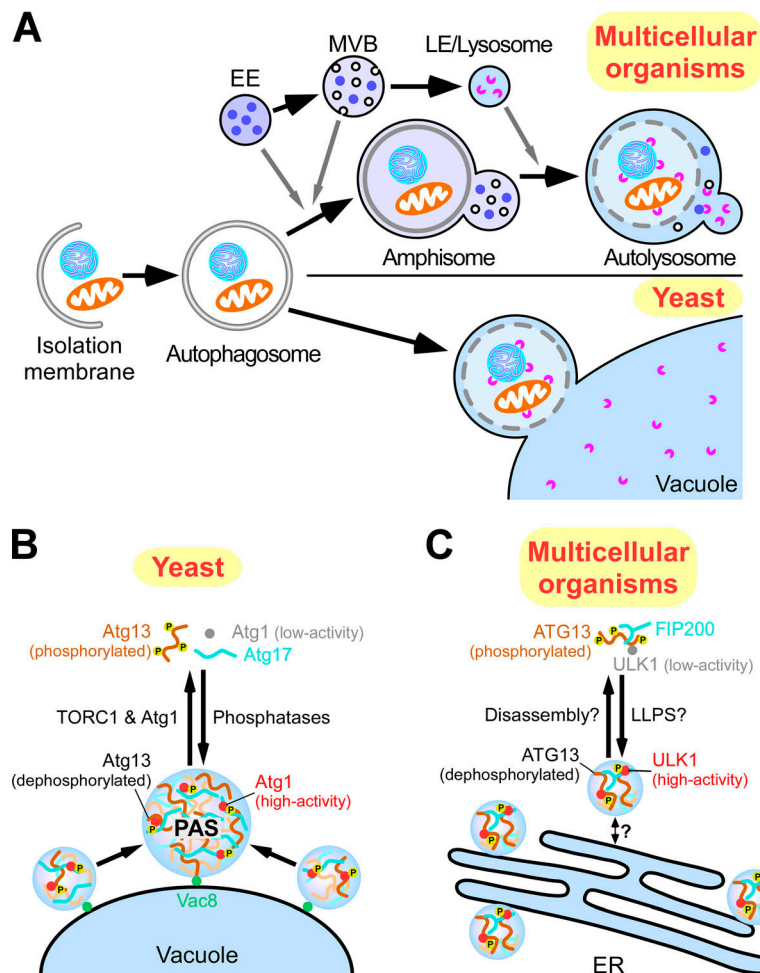 A
MVB
LE/Lysosome
Multicellular
organisms
EE
Amphisome
Autolysosome
Isolation
membrane
Autophagosome
Yeast
Vacuole
B
Yeast
Atg13
(phosphorylated)
P
P
P
Atg1 (low-activity)
Atg17
TORC1 & Atg1
Phosphatases
Atg13
(dephosphorylated)
Atg1
(high-activity)
P
P
P
P
PAS
P
P
P
P
Vac8
Vacuole
C
Multicellular
organisms
ATG13
(phosphorylated)
P
P
P
FIP200
ULK1 (low-activity)
Disassembly?
LLPS?
ATG13
(dephosphorylated)
P
ULK1
(high-activity)
?
P
P
P
ER